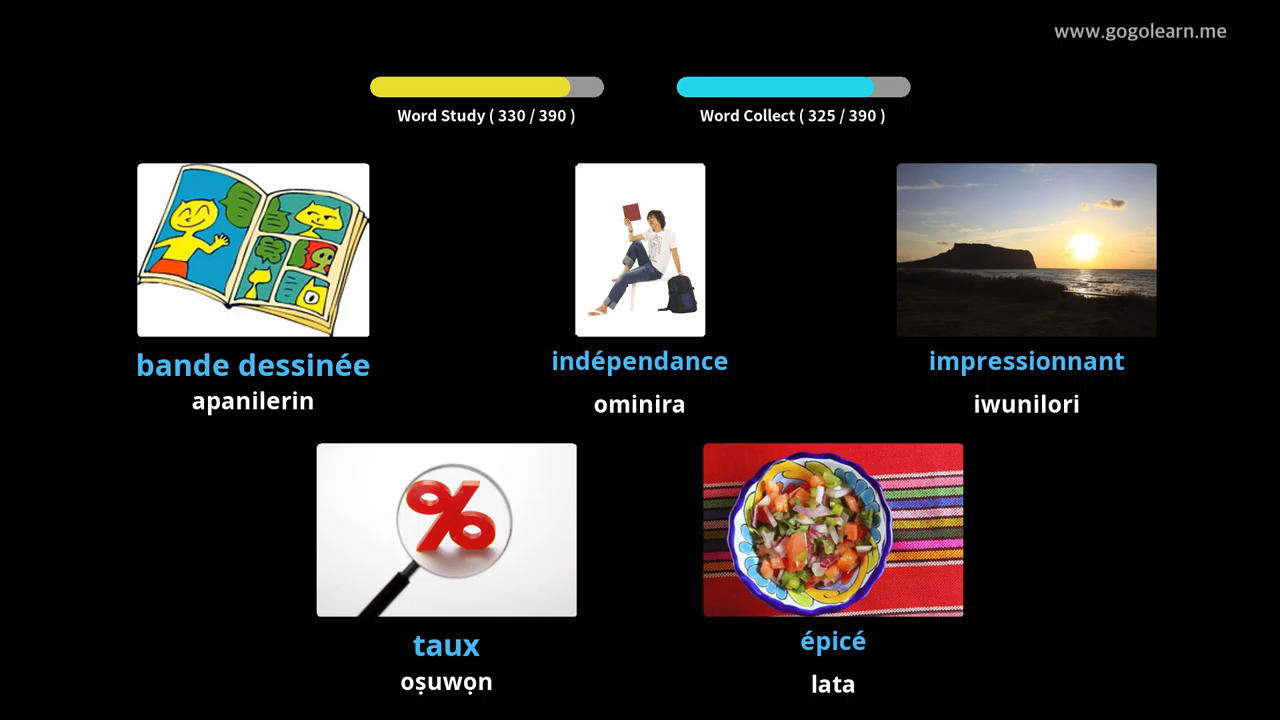 www.gogolearn.me
Word Study ( 330 / 390 )
Word Collect ( 325 / 390 )
bande dessinée
apanilerin
indépendance
ominira
impressionnant
iwunilori
%
taux
oṣuwọn
épicé
lata